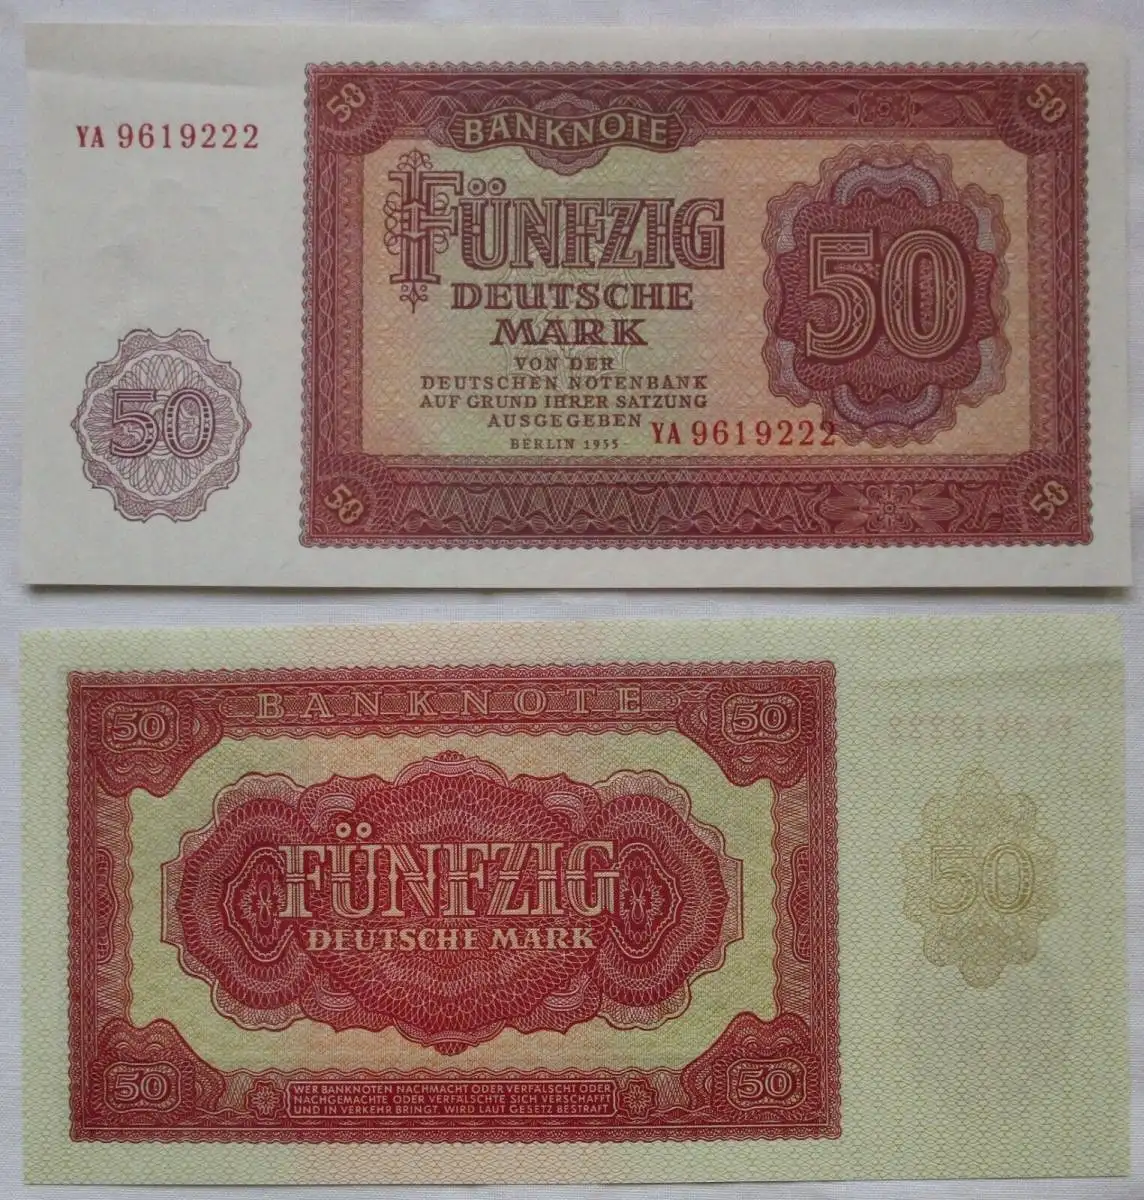 50
50
BANKNOTE
YA 9619222
FÜNFZIG
50
DEUTSCHE
MARK
VON DER
DEUTSCHEN NOTENBANK
AUF GRUND IHRER SATZUNG
AUSGEGEBEN
BERLIN 1955
YA 9619222
50
50
50
BANKNOTE
50
50
FÜNFZIG
DEUTSCHE MARK
50
50
50
WER BANKNOTEN NACHMACHT ODER VERFÄLSCHT ODER
NACHGEMACHTE ODER VERFÄLSCHTE SICH VERSCHAFFT
UND IN VERKEHR BRINGT, WIRD LAUT GESETZ BESTRAFT